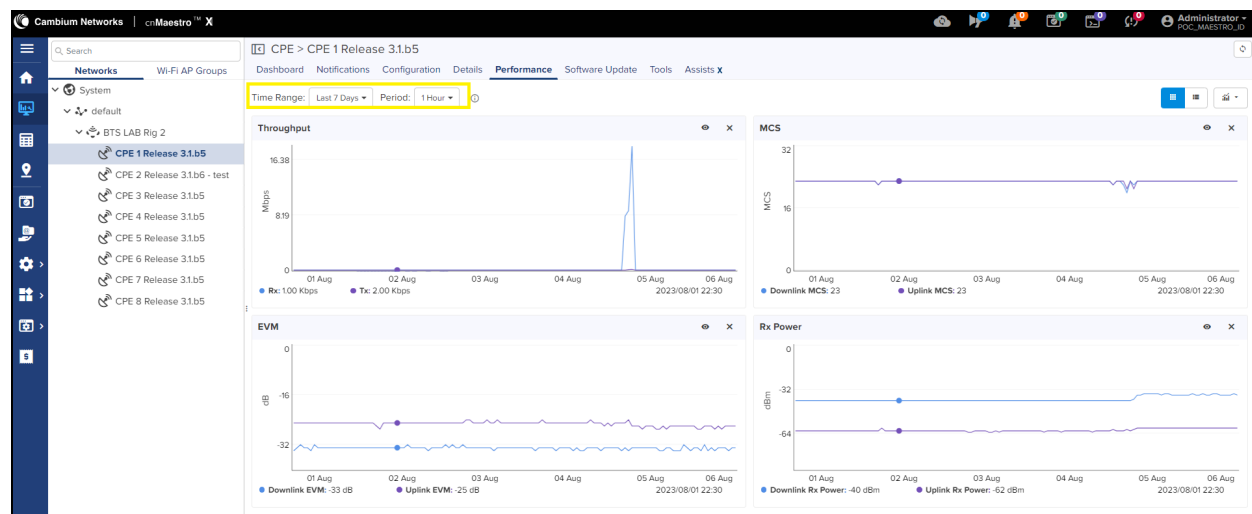 Cambium Networks | cnMaestro™ X
0 0 0 0 0 Administrator
POC_MAESTRO_ID
Search
Networks Wi-Fi AP Groups
System
default
BTS LAB Rig 2
CPE 1 Release 3.1.b5
CPE 2 Release 3.1.b6 - test
CPE 3 Release 3.1.b5
CPE 4 Release 3.1.b5
CPE 5 Release 3.1.b5
CPE 6 Release 3.1.b5
CPE 7 Release 3.1.b5
CPE 8 Release 3.1.b5
CPE > CPE 1 Release 3.1.b5
Dashboard Notifications Configuration Details Performance Software Update Tools Assists X
Time Range: Last 7 Days Period: 1 Hour
Throughput
16.38
Mbps
8.19
0
01 Aug 02 Aug 03 Aug 04 Aug 05 Aug 06 Aug
Rx: 1.00 Kbps Tx: 2.00 Kbps 2023/08/01 22:30
MCS
32
MCS
16
0
01 Aug 02 Aug 03 Aug 04 Aug 05 Aug 06 Aug
Downlink MCS: 23 Uplink MCS: 23 2023/08/01 22:30
EVM
0
-16
dB
-32
01 Aug 02 Aug 03 Aug 04 Aug 05 Aug 06 Aug
Downlink EVM: -33 dB Uplink EVM: -25 dB 2023/08/01 22:30
Rx Power
0
-32
dBm
-64
01 Aug 02 Aug 03 Aug 04 Aug 05 Aug 06 Aug
Downlink Rx Power: -40 dBm Uplink Rx Power: -62 dBm 2023/08/01 22:30